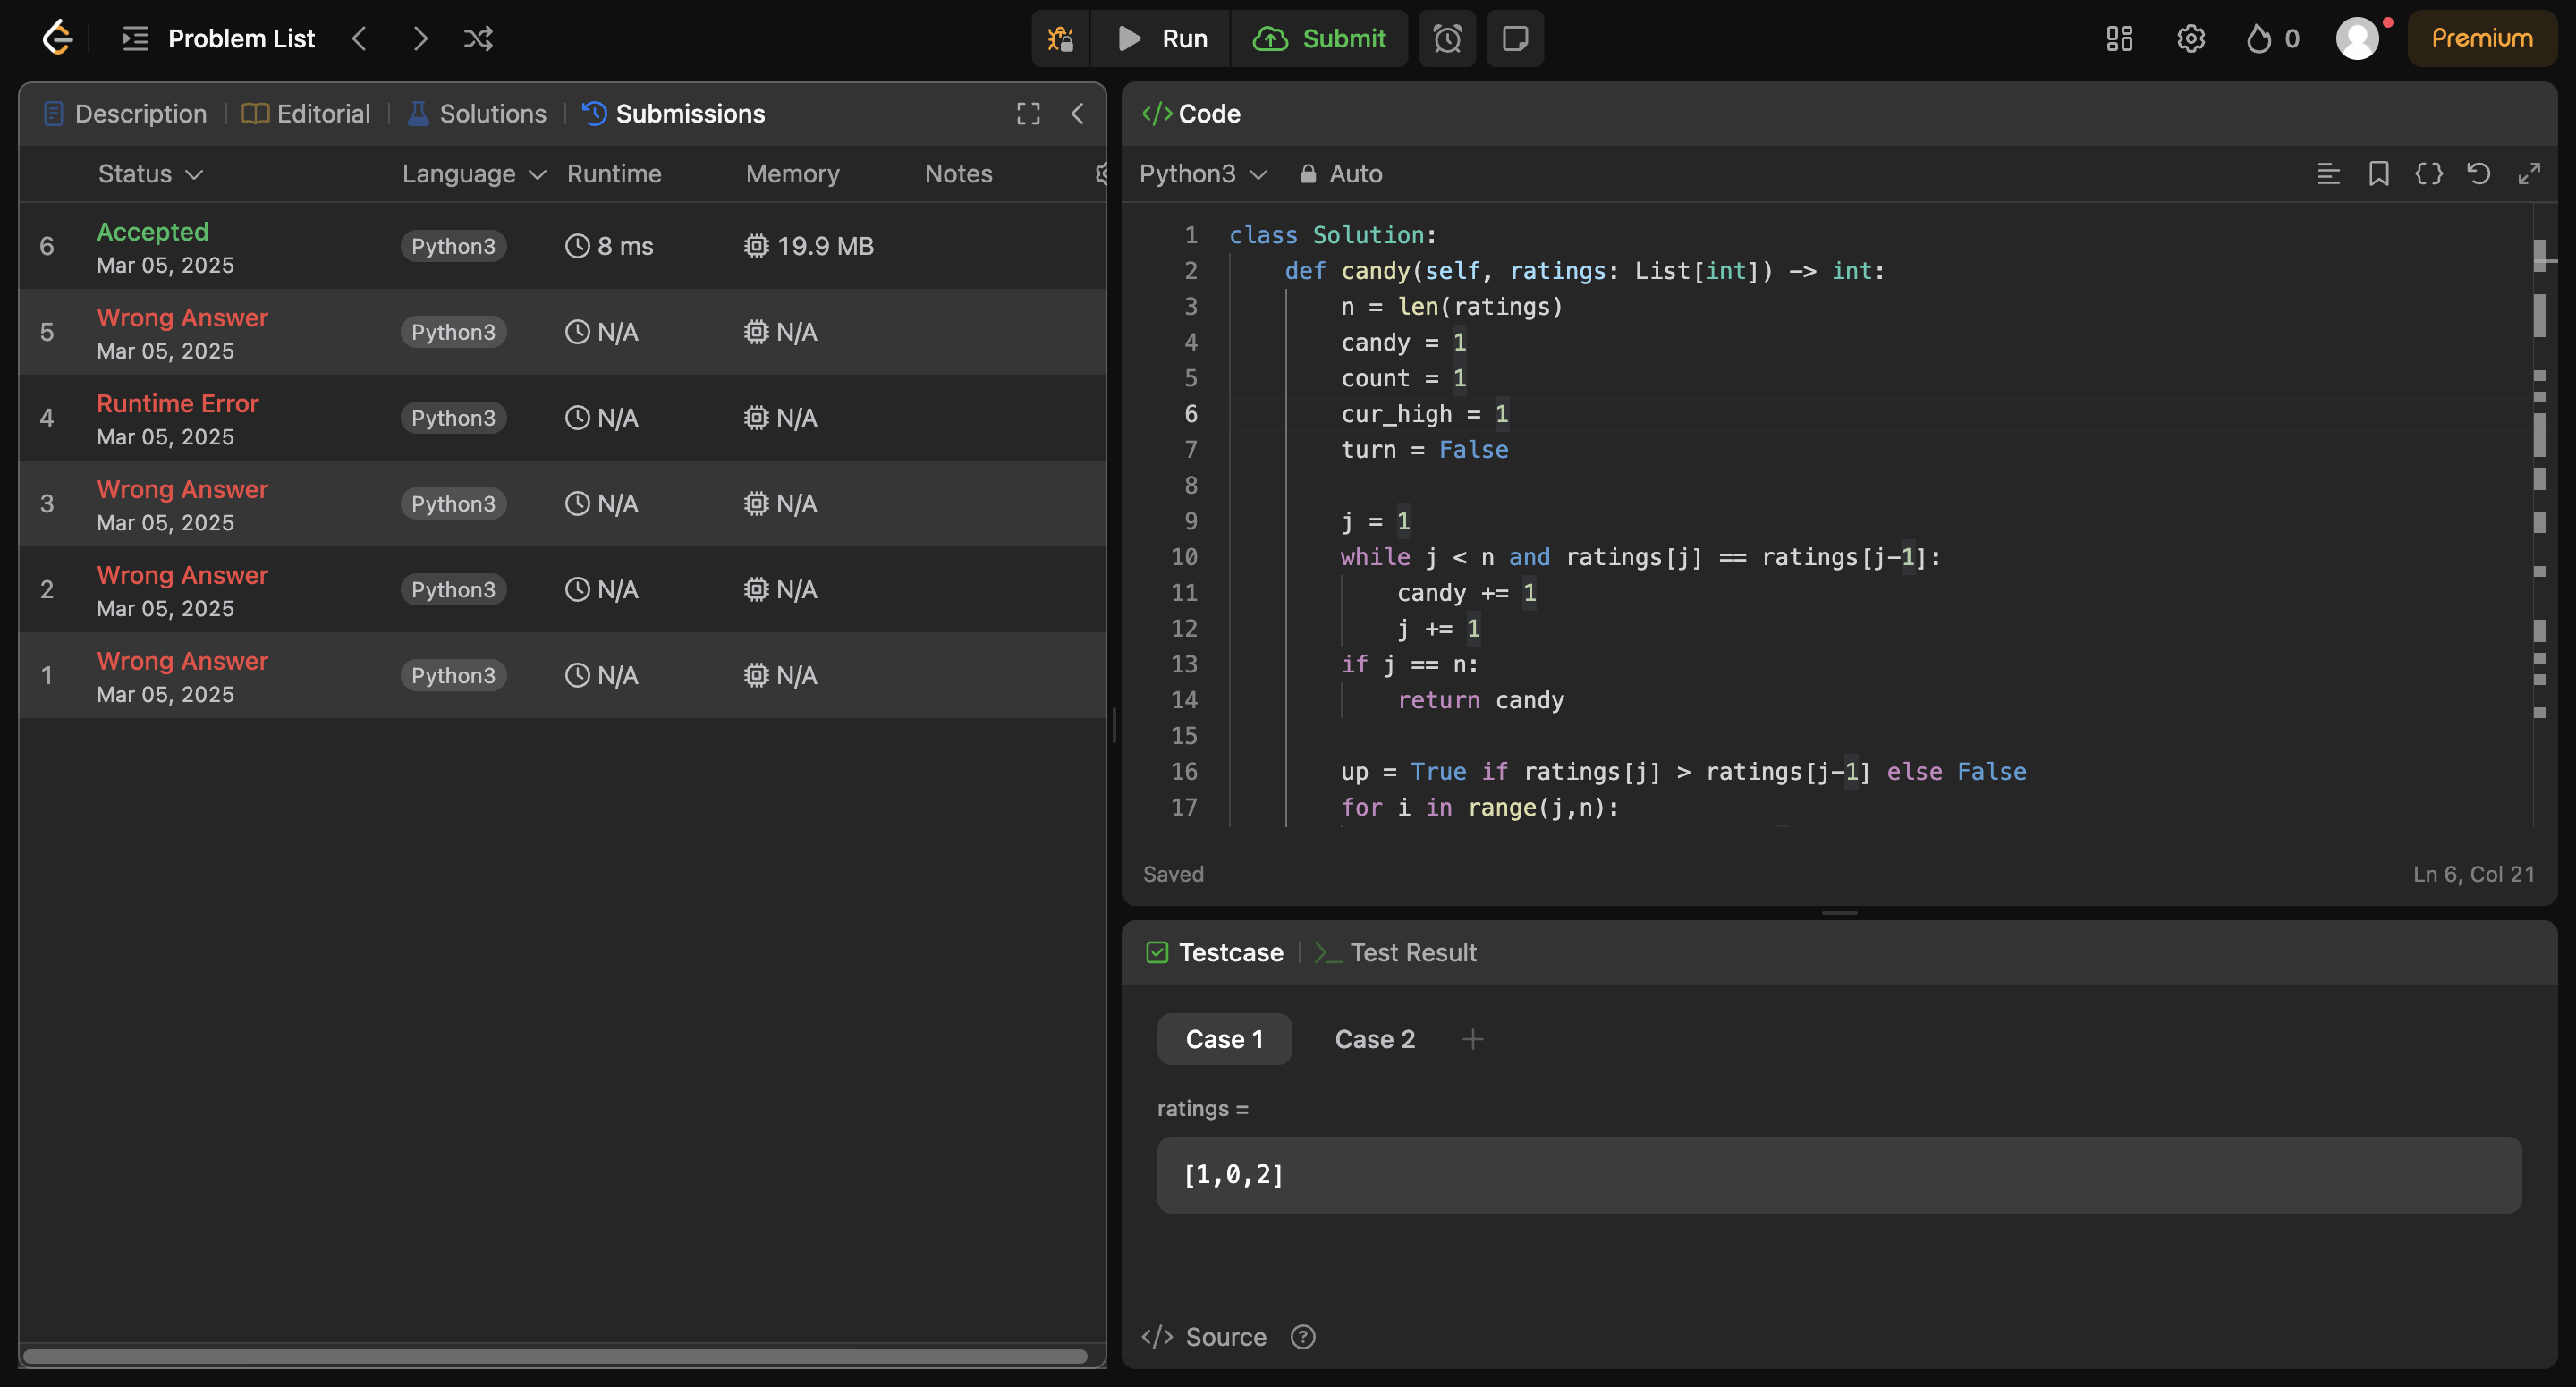 Problem List
Run
Submit
0
Premium
Description
Editorial
Solutions
Submissions
Status
Language
Runtime
Memory
Notes
6
Accepted
Mar 05, 2025
Python3
8 ms
19.9 MB
5
Wrong Answer
Mar 05, 2025
Python3
N/A
N/A
4
Runtime Error
Mar 05, 2025
Python3
N/A
N/A
3
Wrong Answer
Mar 05, 2025
Python3
N/A
N/A
2
Wrong Answer
Mar 05, 2025
Python3
N/A
N/A
1
Wrong Answer
Mar 05, 2025
Python3
N/A
N/A
</> Code
Python3
Auto
1 class Solution:
2     def candy(self, ratings: List[int]) -> int:
3         n = len(ratings)
4         candy = 1
5         count = 1
6         cur_high = 1
7         turn = False
8
9         j = 1
10         while j < n and ratings[j] == ratings[j-1]:
11             candy += 1
12             j += 1
13         if j == n:
14             return candy
15
16         up = True if ratings[j] > ratings[j-1] else False
17         for i in range(j,n):
Saved
Ln 6, Col 21
Testcase
>_ Test Result
Case 1
Case 2
+
ratings =
[1,0,2]
</> Source ?